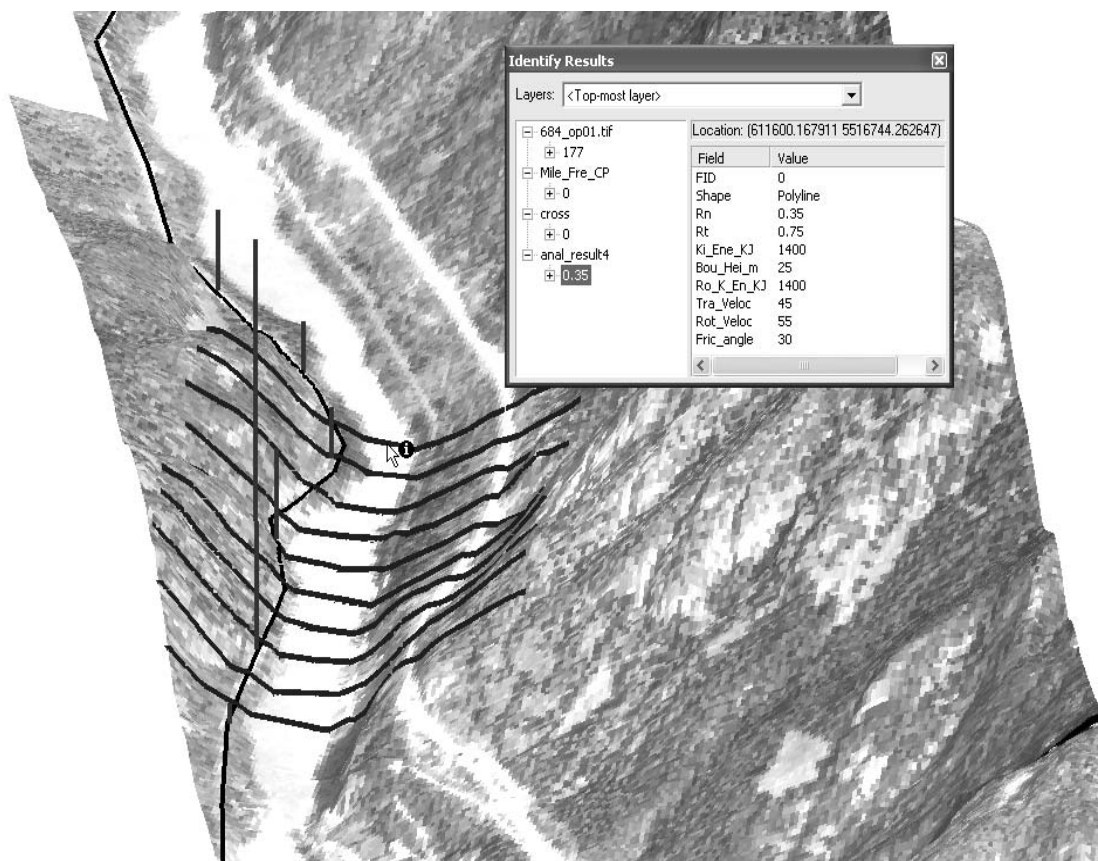 Identify Results
Layers: <Top-most layer>
684_op01.tif
177
Mile_Fre_CP
0
cross
0
anal_result4
0.35
Location: (611600.167911 5516744.262647)
Field Value
FID 0
Shape Polyline
Rn 0.35
Rt 0.75
Ki_Ene_KJ 1400
Bou_Hei_m 25
Ro_K_En_KJ 1400
Tra_Veloc 45
Rot_Veloc 55
Fric_angle 30